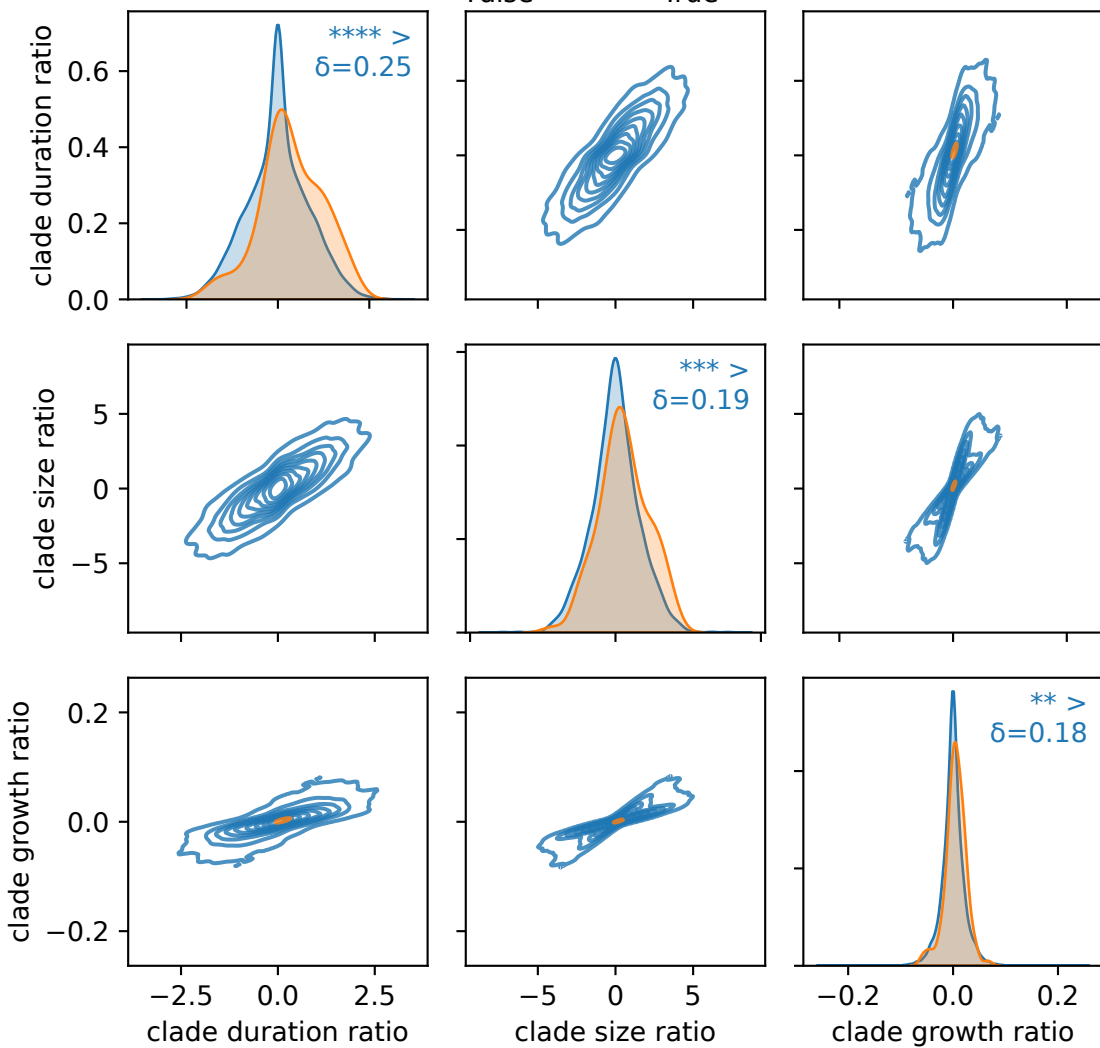 True
clade duration ratio
0.6
0.4
0.2
0.0
**** >
δ=0.25
clade size ratio
5
0
−5
*** >
δ=0.19
clade growth ratio
0.2
0.0
−0.2
** >
δ=0.18
−2.5 0.0 2.5
−5 0 5
−0.2 0.0 0.2
clade duration ratio
clade size ratio
clade growth ratio